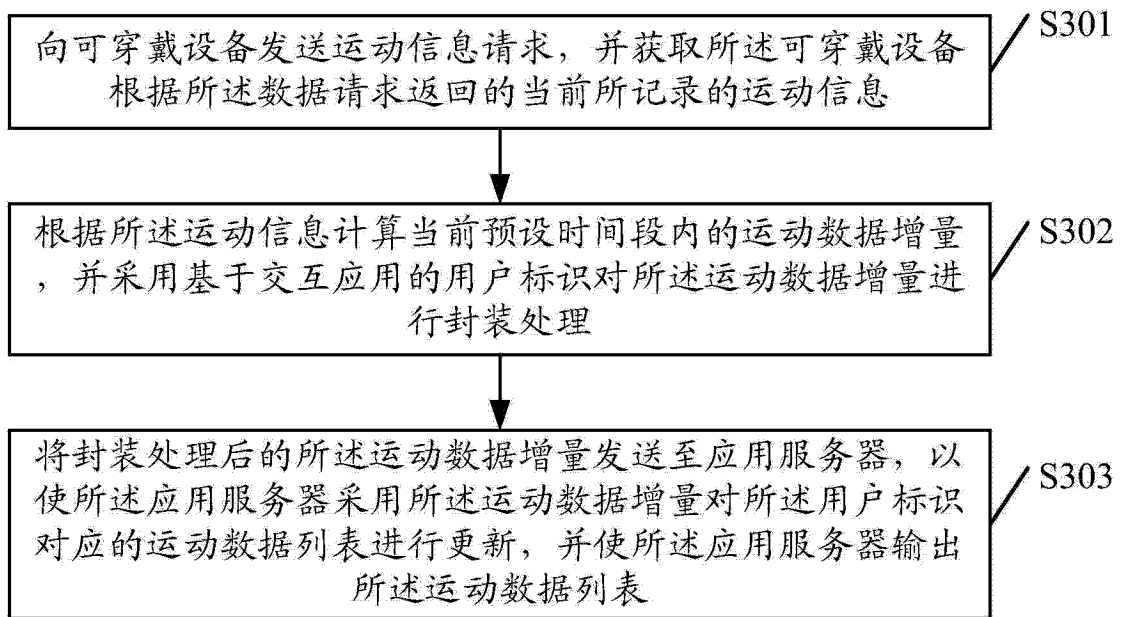 向可穿戴设备发送运动信息请求，并获取所述可穿戴设备
根据所述数据请求返回的当前所记录的运动信息
S301
根据所述运动信息计算当前预设时间段内的运动数据增量
，并采用基于交互应用的用户标识对所述运动数据增量进
行封装处理
S302
将封装处理后的所述运动数据增量发送至应用服务器，以
使所述应用服务器采用所述运动数据增量对所述用户标识
对应的运动数据列表进行更新，并使所述应用服务器输出
所述运动数据列表
S303